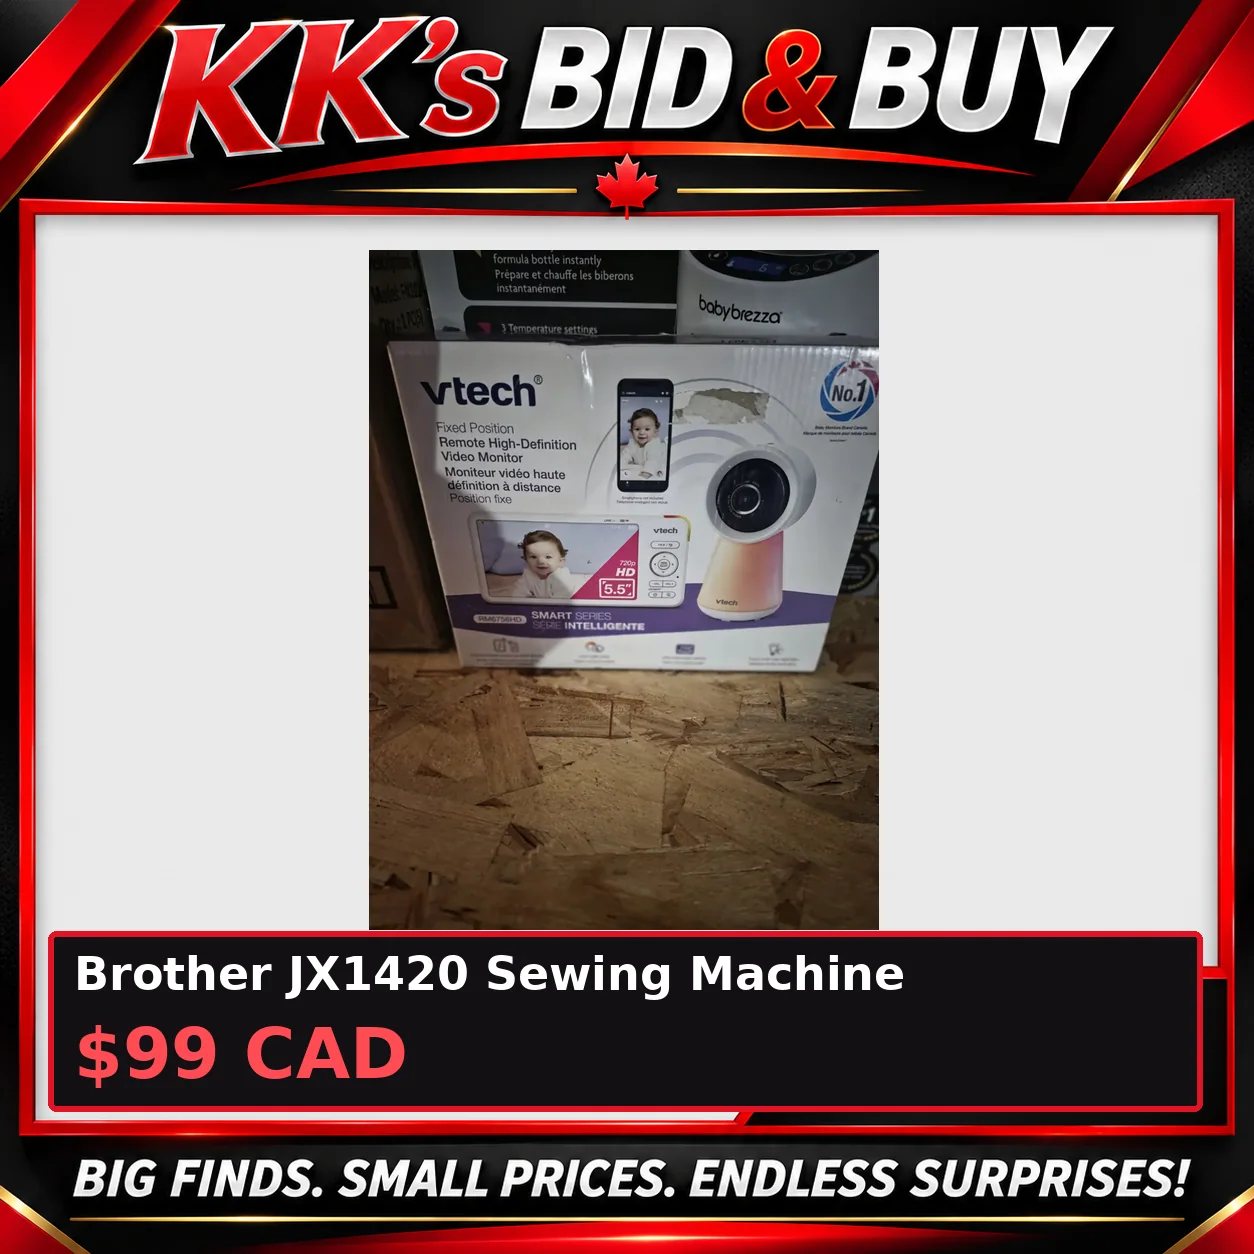 KK's BID & BUY
formula bottle instantly
Prépare et chauffe les biberons
instantanément
3 Temperature settings
babybrezza
vtech®
No.1
Fixed Position
Remote High-Definition
Video Monitor
Moniteur vidéo haute
définition à distance
Position fixe
vtech
720p
HD
5.5"
vtech
RM5756HD
SMART SERIES
SÉRIE INTELLIGENTE
Brother JX1420 Sewing Machine
$99 CAD
BIG FINDS. SMALL PRICES. ENDLESS SURPRISES!